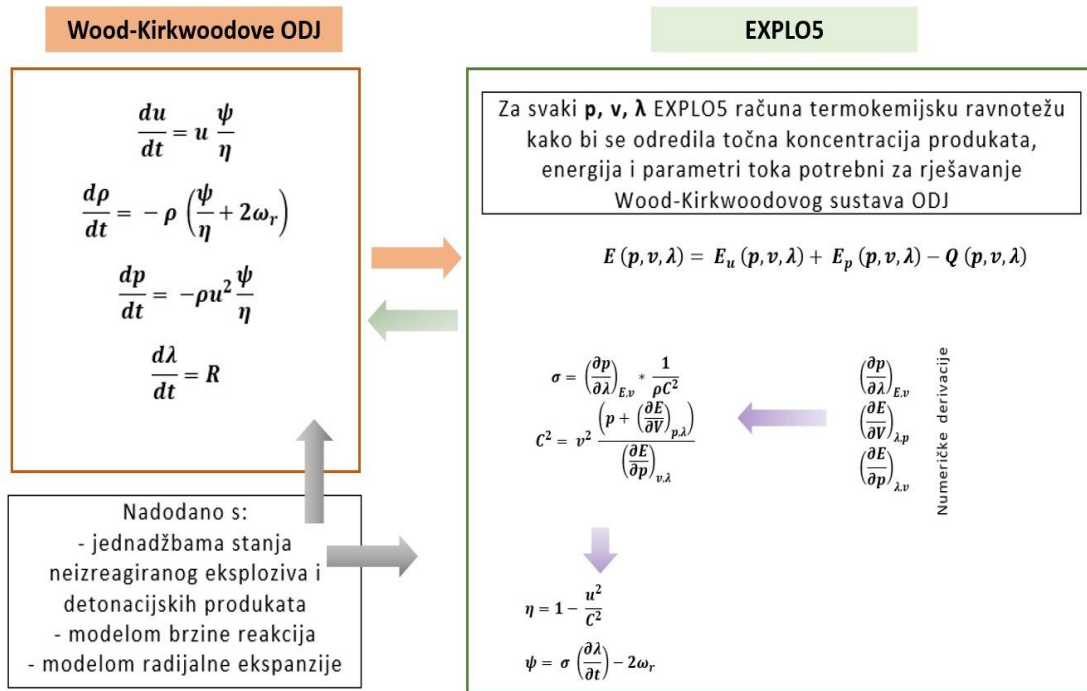 Wood-Kirkwoodove ODJ
du/dt = u ψ/η
dρ/dt = − ρ (ψ/η + 2ω_r)
dp/dt = −ρu² ψ/η
dλ/dt = R
Nadodano s:
- jednadžbama stanja
neizreagiranog eksploziva i
detonacijskih produkata
- modelom brzine reakcija
- modelom radijalne ekspanzije
EXPLO5
Za svaki p, v, λ EXPLO5 računa termokemijsku ravnotežu
kako bi se odredila točna koncentracija produkata,
energija i parametri toka potrebni za rješavanje
Wood-Kirkwoodovog sustava ODJ
E (p, v, λ) = E_u (p, v, λ) + E_p (p, v, λ) − Q (p, v, λ)
σ = (∂p/∂λ)_E,v * 1/ρC²
C² = v² (p + (∂E/∂V)_p,λ) / (∂E/∂p)_v,λ
(∂p/∂λ)_E,v
(∂E/∂V)_λ,p
(∂E/∂p)_λ,v
Numeričke derivacije
η = 1 − u²/C²
ψ = σ (∂λ/∂t) − 2ω_r